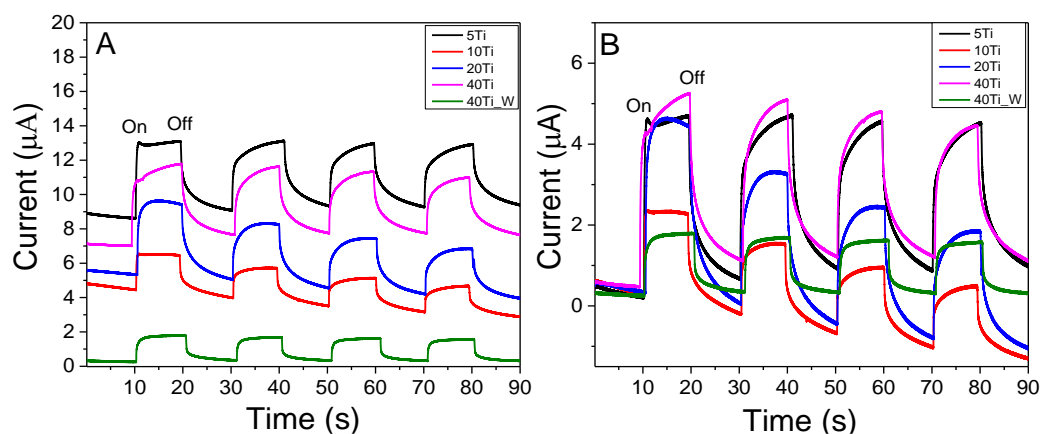 A
5Ti
10Ti
20Ti
40Ti
40Ti_W
On
Off
20
18
16
14
12
10
8
6
4
2
0
10 20 30 40 50 60 70 80 90
Current (μA)
Time (s)
B
5Ti
10Ti
20Ti
40Ti
40Ti_W
On
Off
6
4
2
0
10 20 30 40 50 60 70 80 90
Current (μA)
Time (s)